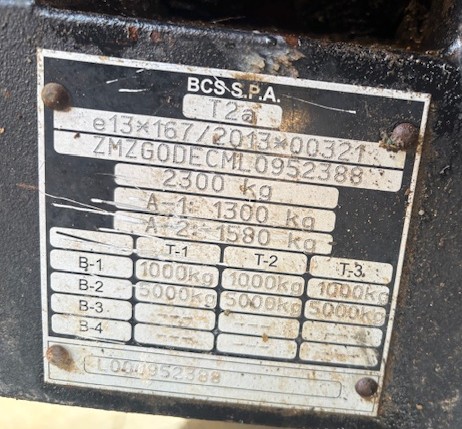 BCS S.P.A.
T2a
e13*167/2013*00321
ZMZG0DECML0952388
2300 kg
A-1: 1300 kg
A-2: 1580 kg
T-1 T-2 T-3
B-1 1000kg 1000kg 1000kg
B-2 5000kg 5000kg 5000kg
B-3 --- --- ---
B-4 --- --- ---
L000952388